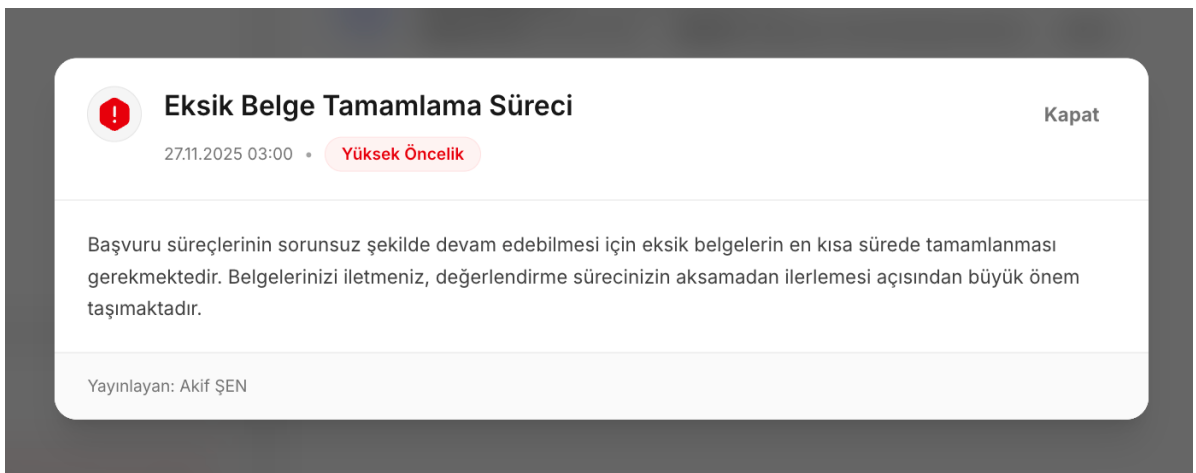 Eksik Belge Tamamlama Süreci
Kapat
27.11.2025 03:00 • Yüksek Öncelik
Başvuru süreçlerinin sorunsuz şekilde devam edebilmesi için eksik belgelerin en kısa sürede tamamlanması
gerekmektedir. Belgelerinizi iletmeniz, değerlendirme sürecinizin aksamadan ilerlemesi açısından büyük önem
taşımaktadır.
Yayınlayan: Akif ŞEN